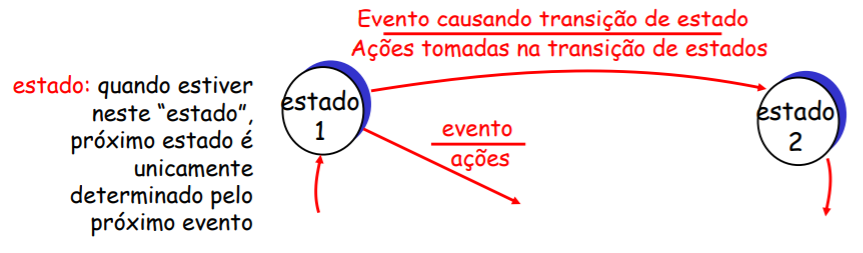 Evento causando transição de estado
Ações tomadas na transição de estados
estado: quando estiver
neste “estado”,
próximo estado é
unicamente
determinado pelo
próximo evento
estado
1
evento
ações
estado
2